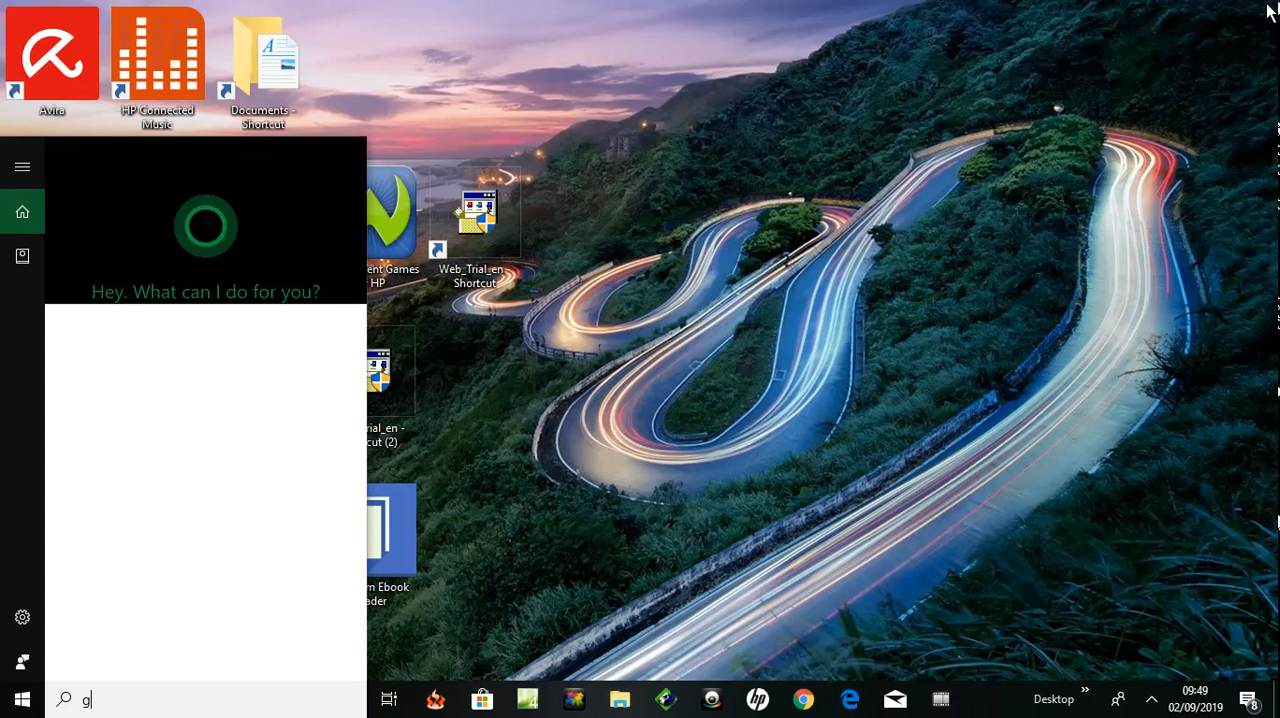 Avira
HP Connected
Music
Documents -
Shortcut
Hey. What can I do for you?
ent Games
HP
Web_Trial_en
Shortcut
rial_en -
cut (2)
m Ebook
ader
g
Desktop
09:49
02/09/2019
8